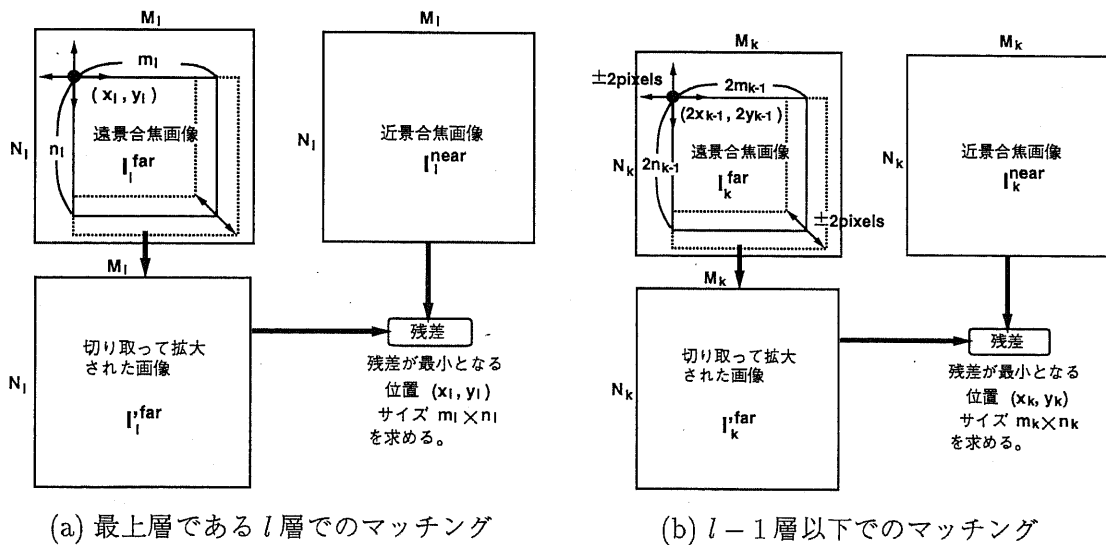 M_l
m_l
(x_l, y_l)
N_l
n_l
遠景合焦画像
I_l^far
M_l
N_l
近景合焦画像
I_l^near
M_l
N_l
切り取って拡大
された画像
I'_l^far
残差
残差が最小となる
位置 (x_l, y_l)
サイズ m_l×n_l
を求める。
(a) 最上層である l 層でのマッチング
M_k
±2pixels
2m_{k-1}
(2x_{k-1}, 2y_{k-1})
N_k
2n_{k-1}
遠景合焦画像
I_k^far
±2pixels
M_k
N_k
近景合焦画像
I_k^near
M_k
N_k
切り取って拡大
された画像
I'_k^far
残差
残差が最小となる
位置 (x_k, y_k)
サイズ m_k×n_k
を求める。
(b) l − 1 層以下でのマッチング